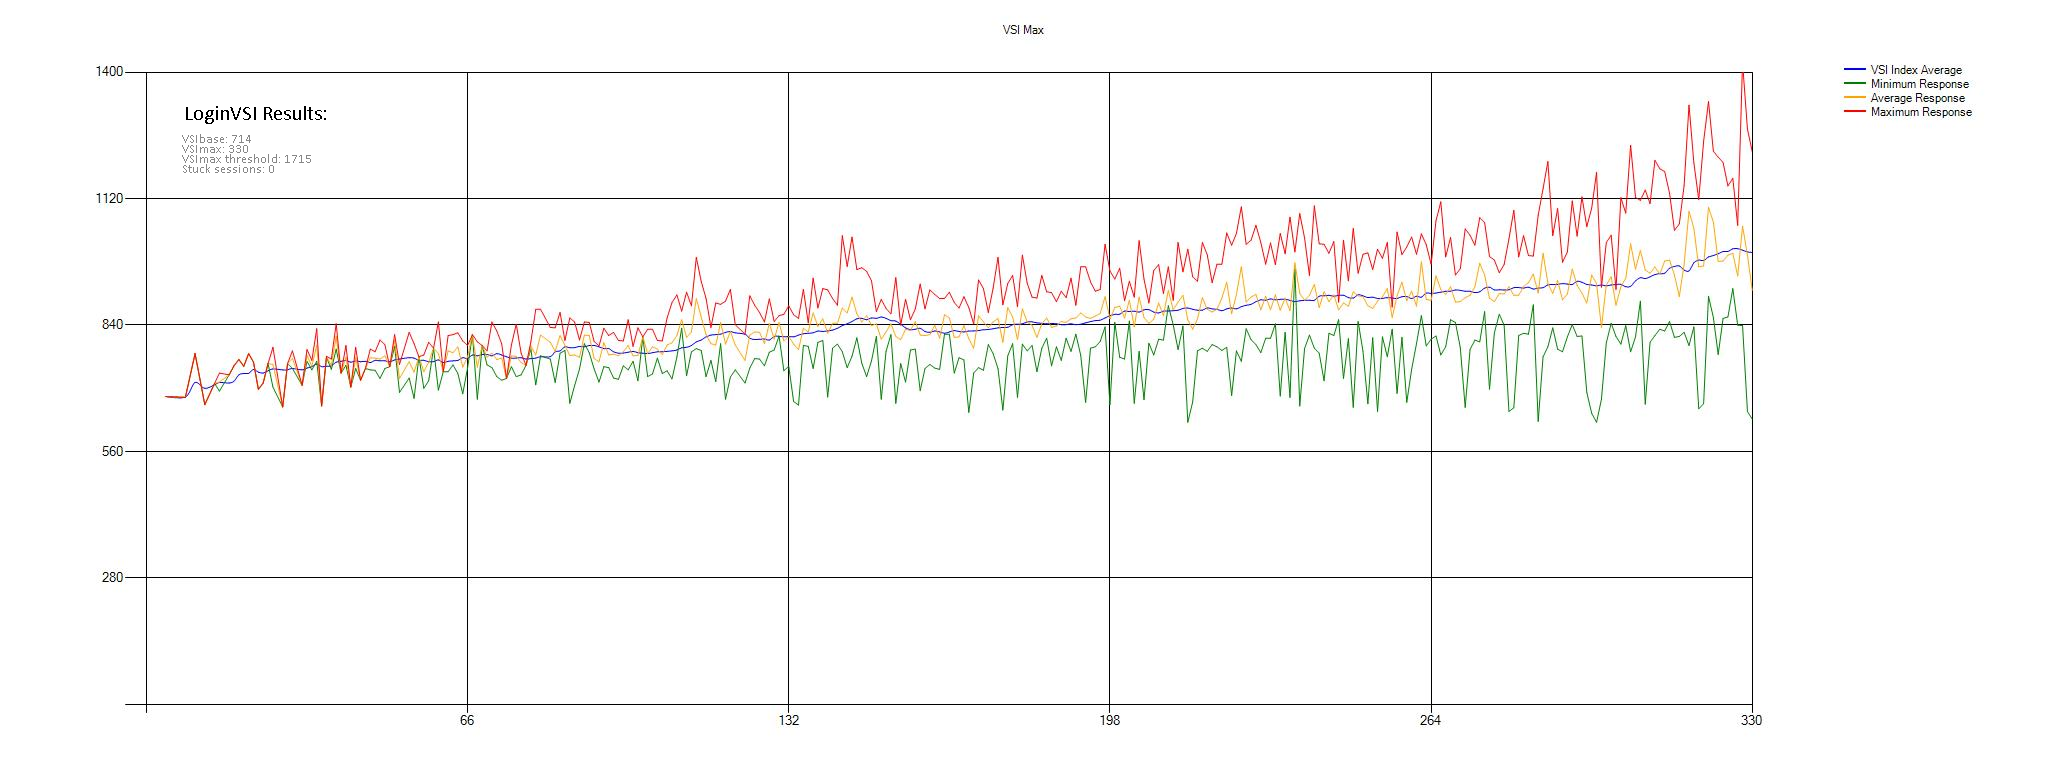 VSI Max
1400
1120
840
560
280
66
132
198
264
330
LoginVSI Results:
VSIbase: 714
VSImax: 330
VSImax threshold: 1715
Stuck sessions: 0
VSI Index Average
Minimum Response
Average Response
Maximum Response